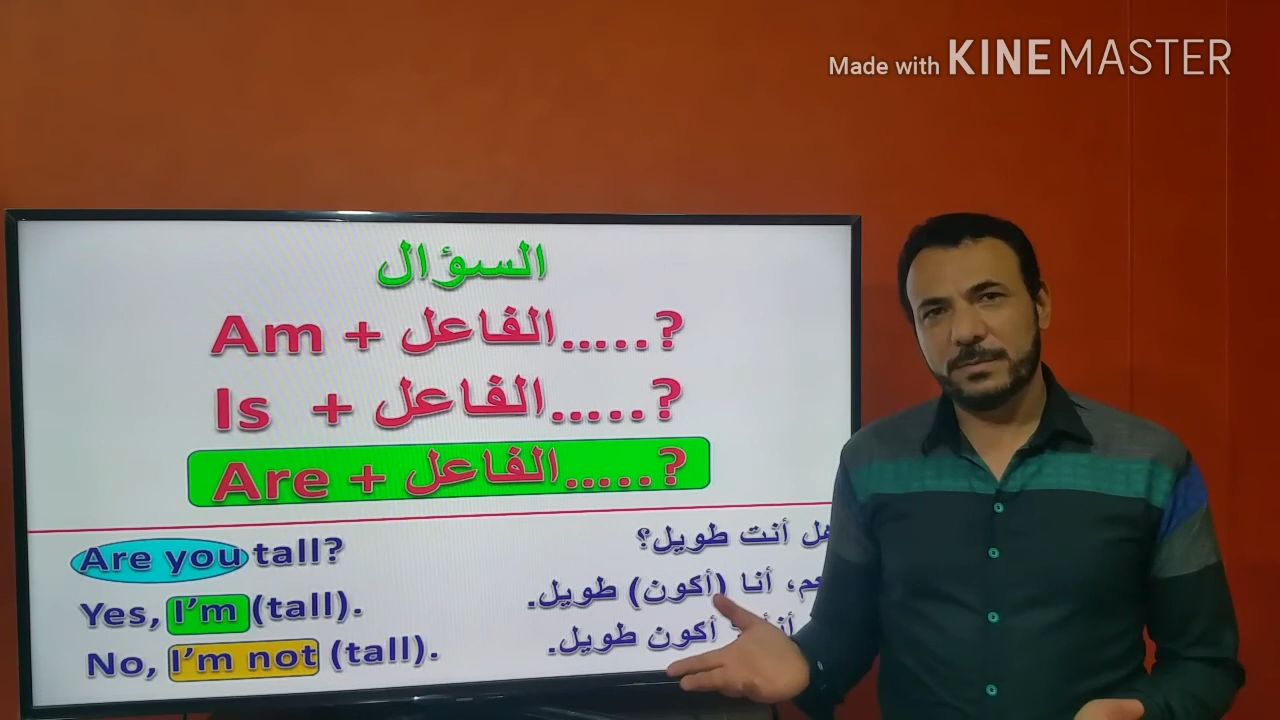 Made with KINEMASTER
السؤال
Am + الفاعل.....?
Is + الفاعل.....?
Are + الفاعل.....?
Are you tall? هل أنت طويل؟
Yes, I'm (tall). أنا (أكون) طويل.
No, I'm not (tall). أكون طويل.